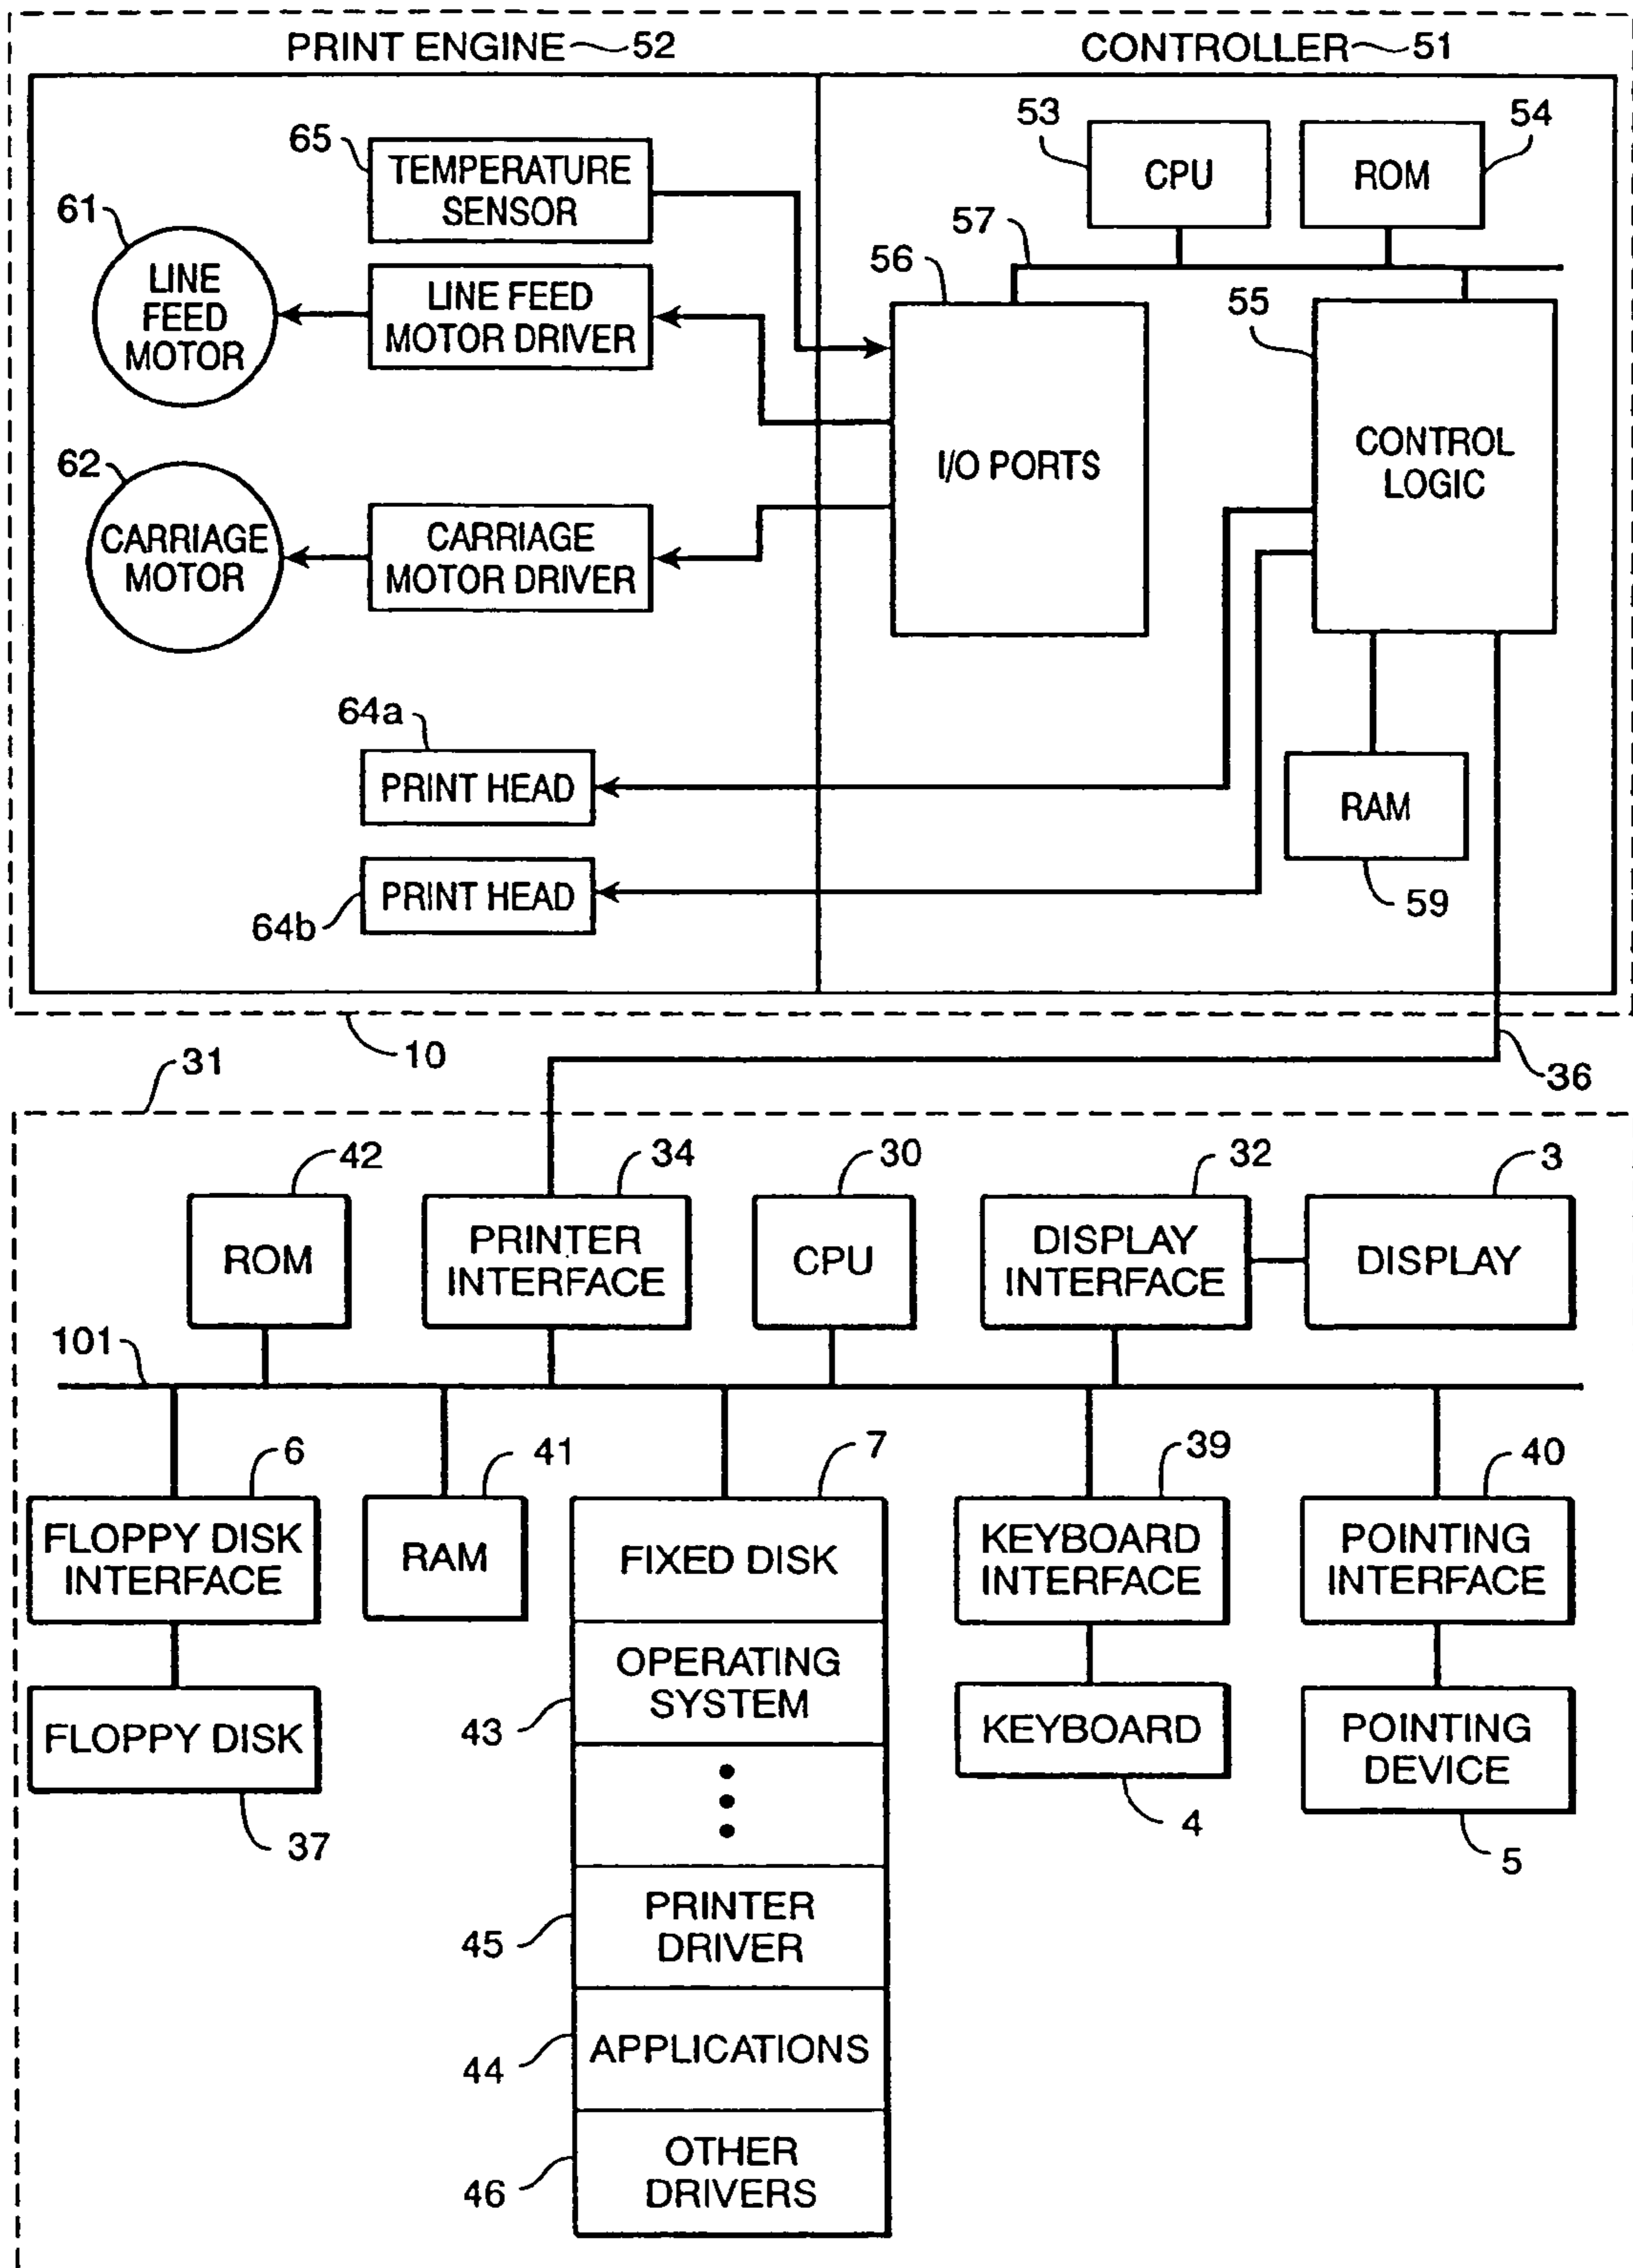 PRINT ENGINE 52
CONTROLLER 51
65
TEMPERATURE
SENSOR
61
LINE
FEED
MOTOR
LINE FEED
MOTOR DRIVER
62
CARRIAGE
MOTOR
CARRIAGE
MOTOR DRIVER
64a
PRINT HEAD
64b
PRINT HEAD
53
CPU
54
ROM
57
56
I/O PORTS
55
CONTROL
LOGIC
RAM
59
10
36
31
42
ROM
34
PRINTER
INTERFACE
30
CPU
32
DISPLAY
INTERFACE
3
DISPLAY
101
6
FLOPPY DISK
INTERFACE
FLOPPY DISK
37
41
RAM
7
FIXED DISK
OPERATING
SYSTEM
43
PRINTER
DRIVER
45
APPLICATIONS
44
OTHER
DRIVERS
46
39
KEYBOARD
INTERFACE
KEYBOARD
4
40
POINTING
INTERFACE
POINTING
DEVICE
5